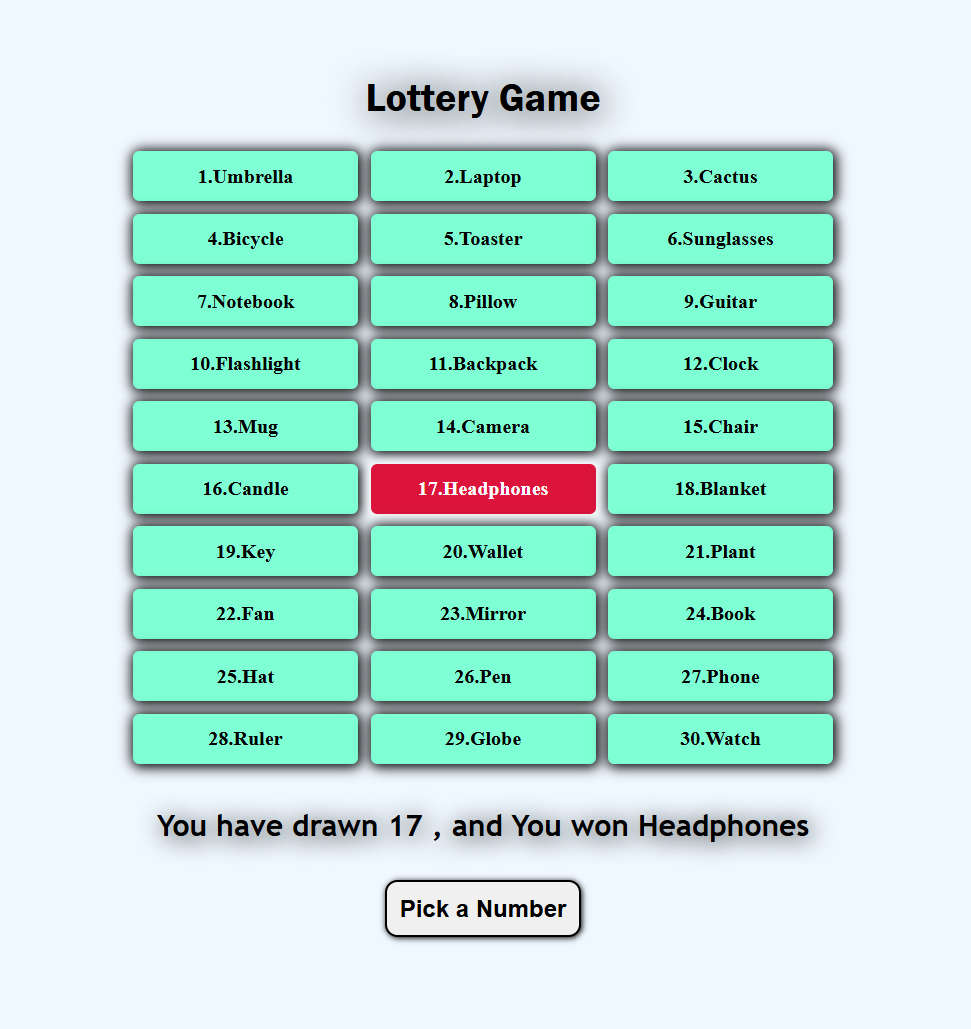 Lottery Game
1.Umbrella 2.Laptop 3.Cactus
4.Bicycle 5.Toaster 6.Sunglasses
7.Notebook 8.Pillow 9.Guitar
10.Flashlight 11.Backpack 12.Clock
13.Mug 14.Camera 15.Chair
16.Candle 17.Headphones 18.Blanket
19.Key 20.Wallet 21.Plant
22.Fan 23.Mirror 24.Book
25.Hat 26.Pen 27.Phone
28.Ruler 29.Globe 30.Watch
You have drawn 17 , and You won Headphones
Pick a Number